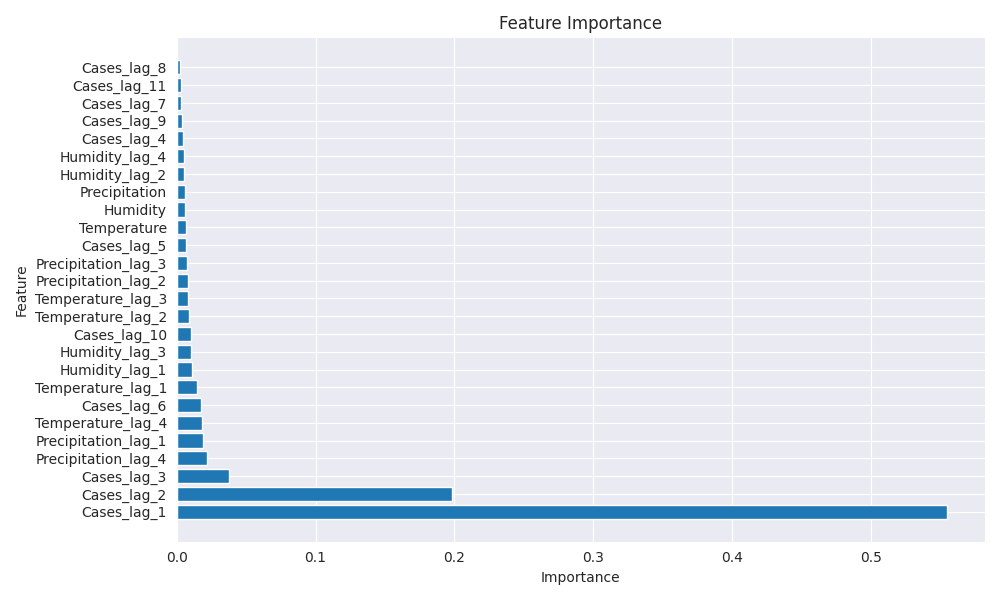 Feature Importance
Feature
Cases_lag_8
Cases_lag_11
Cases_lag_7
Cases_lag_9
Cases_lag_4
Humidity_lag_4
Humidity_lag_2
Precipitation
Humidity
Temperature
Cases_lag_5
Precipitation_lag_3
Precipitation_lag_2
Temperature_lag_3
Temperature_lag_2
Cases_lag_10
Humidity_lag_3
Humidity_lag_1
Temperature_lag_1
Cases_lag_6
Temperature_lag_4
Precipitation_lag_1
Precipitation_lag_4
Cases_lag_3
Cases_lag_2
Cases_lag_1
0.0 0.1 0.2 0.3 0.4 0.5
Importance